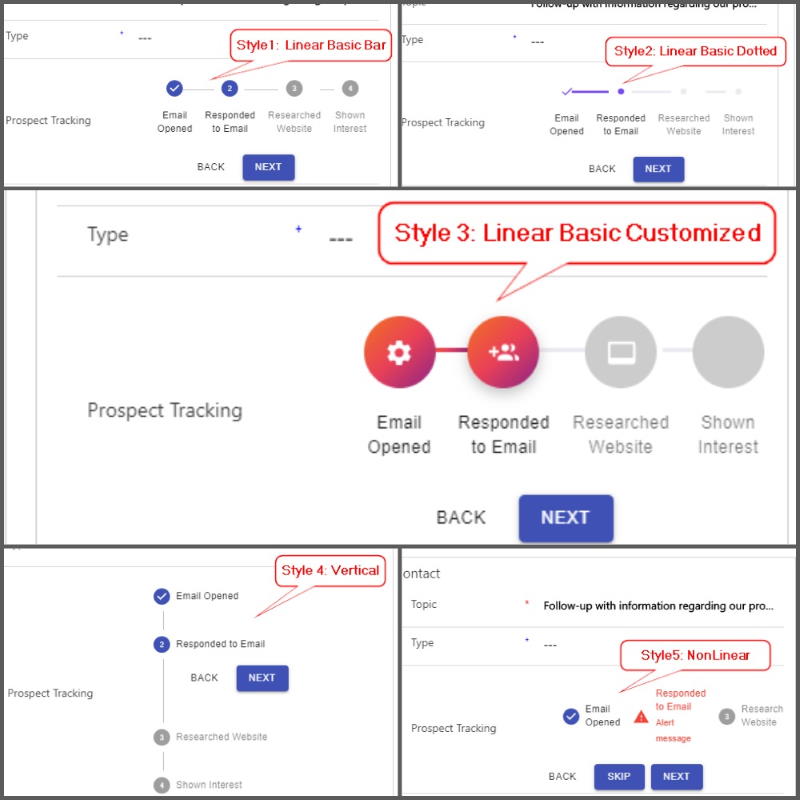 Type + --- Style1: Linear Basic Bar
2 3 4
Email Opened
Responded to Email
Researched Website
Shown Interest
Prospect Tracking
BACK NEXT
Topic Follow-up with information regarding our pro...
Type + ---
Style2: Linear Basic Dotted
Email Opened
Responded to Email
Researched Website
Shown Interest
Prospect Tracking
BACK NEXT
Type + --- Style 3: Linear Basic Customized
Email Opened
Responded to Email
Researched Website
Shown Interest
Prospect Tracking
BACK NEXT
Style 4: Vertical
Email Opened
2 Responded to Email
BACK NEXT
Prospect Tracking
3 Researched Website
4 Shown Interest
ontact
Topic * Follow-up with information regarding our pro...
Type + ---
Style5: NonLinear
Email Opened
Responded to Email
Alert message
3 Research Website
Prospect Tracking
BACK SKIP NEXT